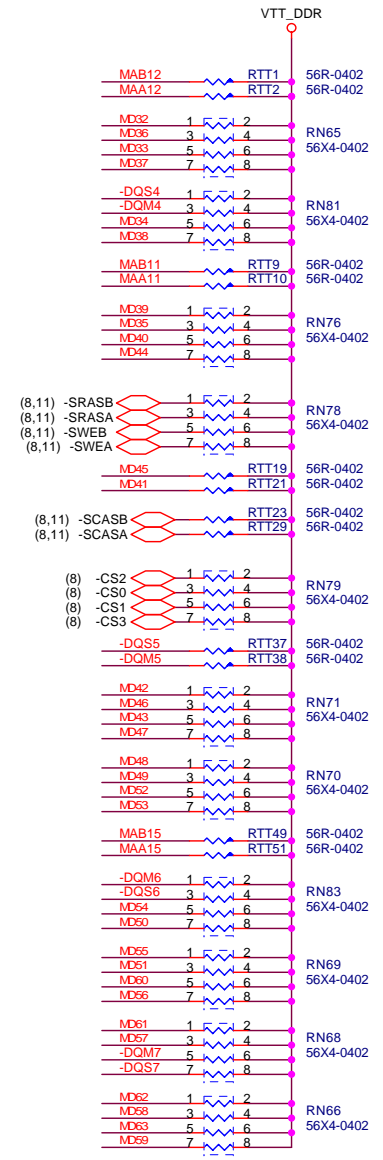 VTT_DDR
MAB12 RTT1 56R-0402
MAA12 RTT2 56R-0402
MD32 1 2
MD36 3 4 RN65
MD33 5 6 56X4-0402
MD37 7 8
-DQS4 1 2
-DQM4 3 4 RN81
MD34 5 6 56X4-0402
MD38 7 8
MAB11 RTT9 56R-0402
MAA11 RTT10 56R-0402
MD39 1 2
MD35 3 4 RN76
MD40 5 6 56X4-0402
MD44 7 8
(8,11) -SRASB 1 2
(8,11) -SRASA 3 4 RN78
(8,11) -SWEB 5 6 56X4-0402
(8,11) -SWEA 7 8
MD45 RTT19 56R-0402
MD41 RTT21 56R-0402
(8,11) -SCASB RTT23 56R-0402
(8,11) -SCASA RTT29 56R-0402
(8) -CS2 1 2
(8) -CS0 3 4 RN79
(8) -CS1 5 6 56X4-0402
(8) -CS3 7 8
-DQS5 RTT37 56R-0402
-DQM5 RTT38 56R-0402
MD42 1 2
MD46 3 4 RN71
MD43 5 6 56X4-0402
MD47 7 8
MD48 1 2
MD49 3 4 RN70
MD52 5 6 56X4-0402
MD53 7 8
MAB15 RTT49 56R-0402
MAA15 RTT51 56R-0402
-DQM6 1 2
-DQS6 3 4 RN83
MD54 5 6 56X4-0402
MD50 7 8
MD55 1 2
MD51 3 4 RN69
MD60 5 6 56X4-0402
MD56 7 8
MD61 1 2
MD57 3 4 RN68
-DQM7 5 6 56X4-0402
-DQS7 7 8
MD62 1 2
MD58 3 4 RN66
MD63 5 6 56X4-0402
MD59 7 8